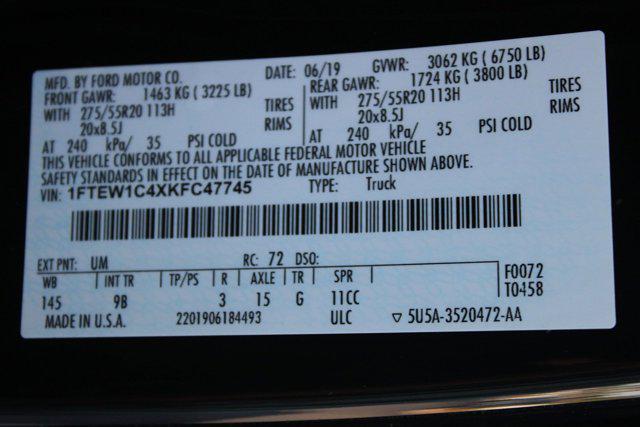 MFD. BY FORD MOTOR CO. DATE: 06/19 GVWR: 3062 KG ( 6750 LB)
FRONT GAWR: 1463 KG ( 3225 LB) REAR GAWR: 1724 KG ( 3800 LB)
WITH 275/55R20 113H TIRES WITH 275/55R20 113H TIRES
20x8.5J RIMS 20x8.5J RIMS
AT 240 kPa/ 35 PSI COLD AT 240 kPa/ 35 PSI COLD
THIS VEHICLE CONFORMS TO ALL APPLICABLE FEDERAL MOTOR VEHICLE
SAFETY STANDARDS IN EFFECT ON THE DATE OF MANUFACTURE SHOWN ABOVE.
VIN: 1FTEW1C4XKFC47745 TYPE: Truck
EXT PNT: UM RC: 72 DSO:
WB INT TR TP/PS R AXLE TR SPR F0072
145 9B 3 15 G 11CC T0458
MADE IN U.S.A. 2201906184493 ULC ▽ 5U5A-3520472-AA